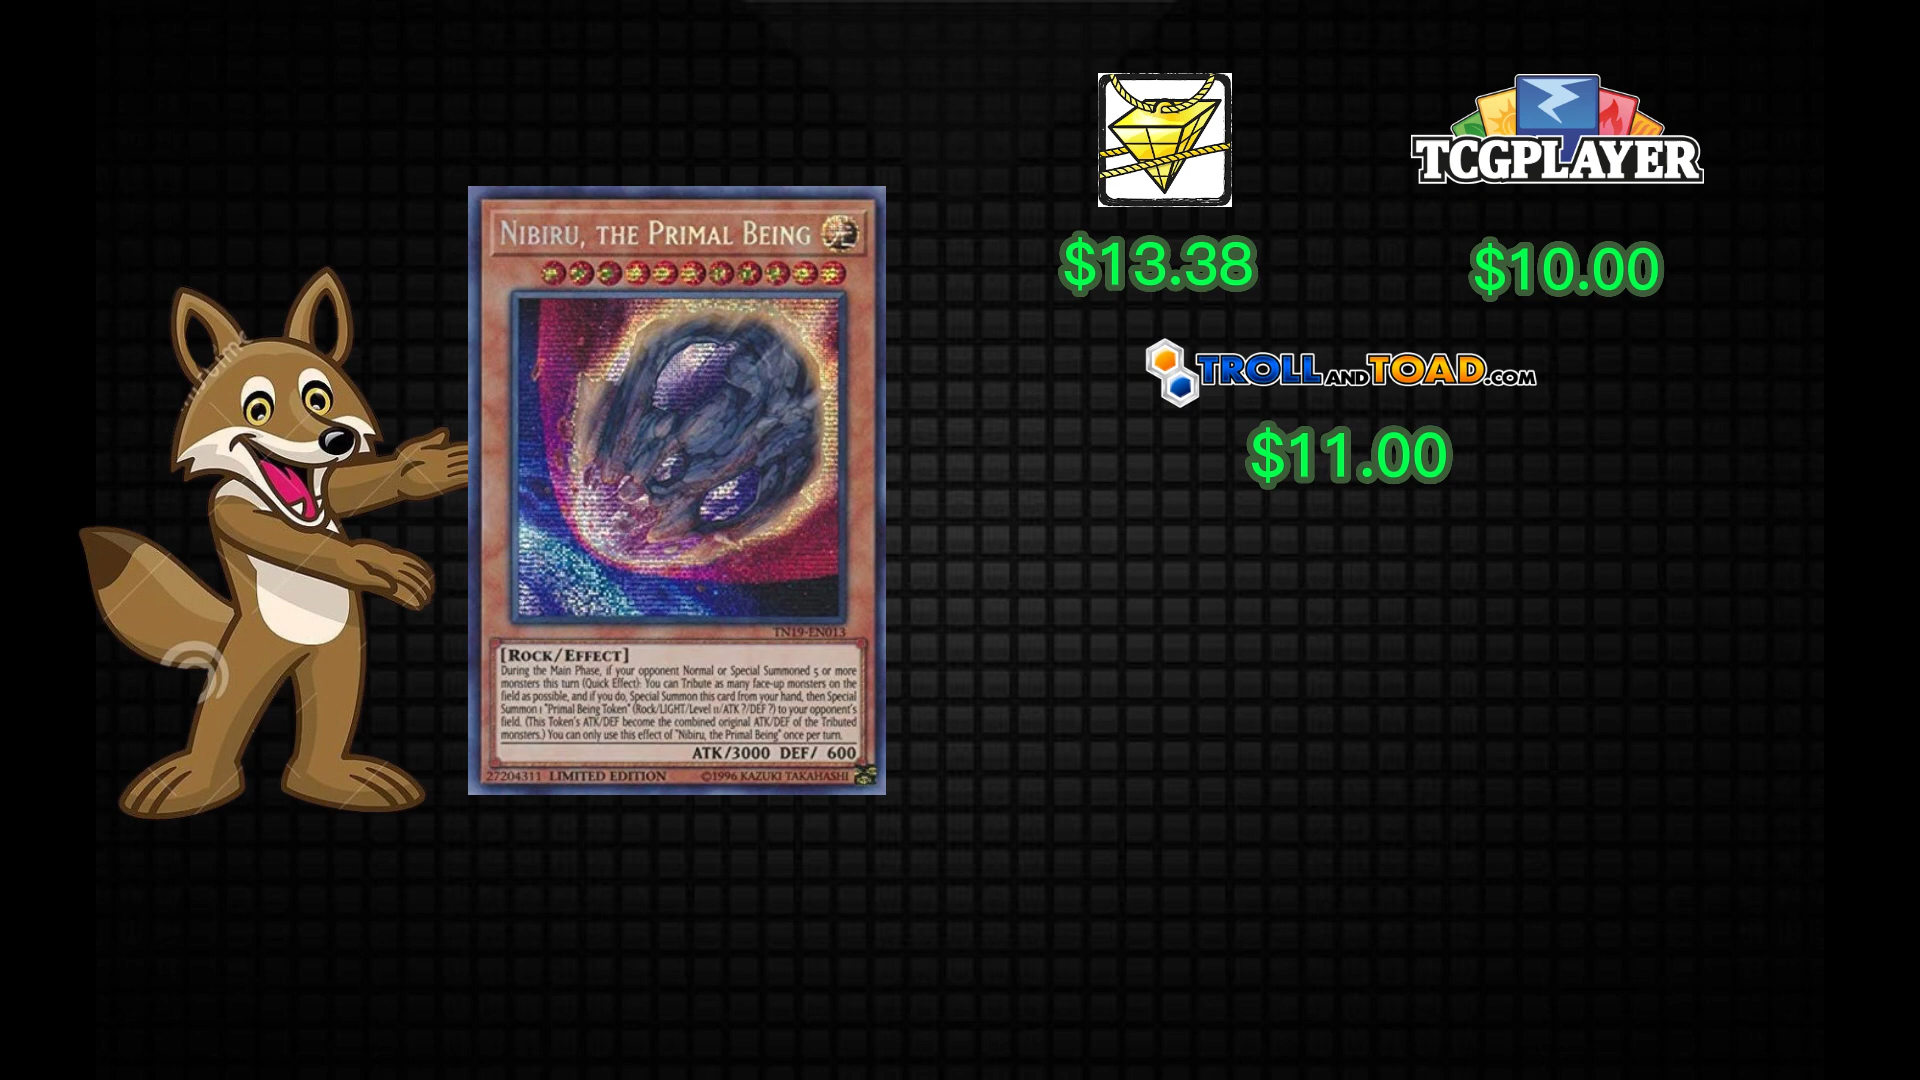 NIBIRU, THE PRIMAL BEING
TN19-EN013
[ROCK/EFFECT]
During the Main Phase, if your opponent Normal or Special Summoned 5 or more
monsters this turn (Quick Effect): You can Tribute as many face-up monsters on the
field as possible, and if you do, Special Summon this card from your hand, then Special
Summon 1 "Primal Being Token" (Rock/LIGHT/Level 11/ATK ?/DEF ?) to your opponent's
field. (This Token's ATK/DEF become the combined original ATK/DEF of the Tributed
monsters.) You can only use this effect of "Nibiru, the Primal Being" once per turn.
ATK/3000 DEF/ 600
27204311 LIMITED EDITION ©1996 KAZUKI TAKAHASHI
TCGPLAYER
$13.38
$10.00
TROLLANDTOAD.COM
$11.00